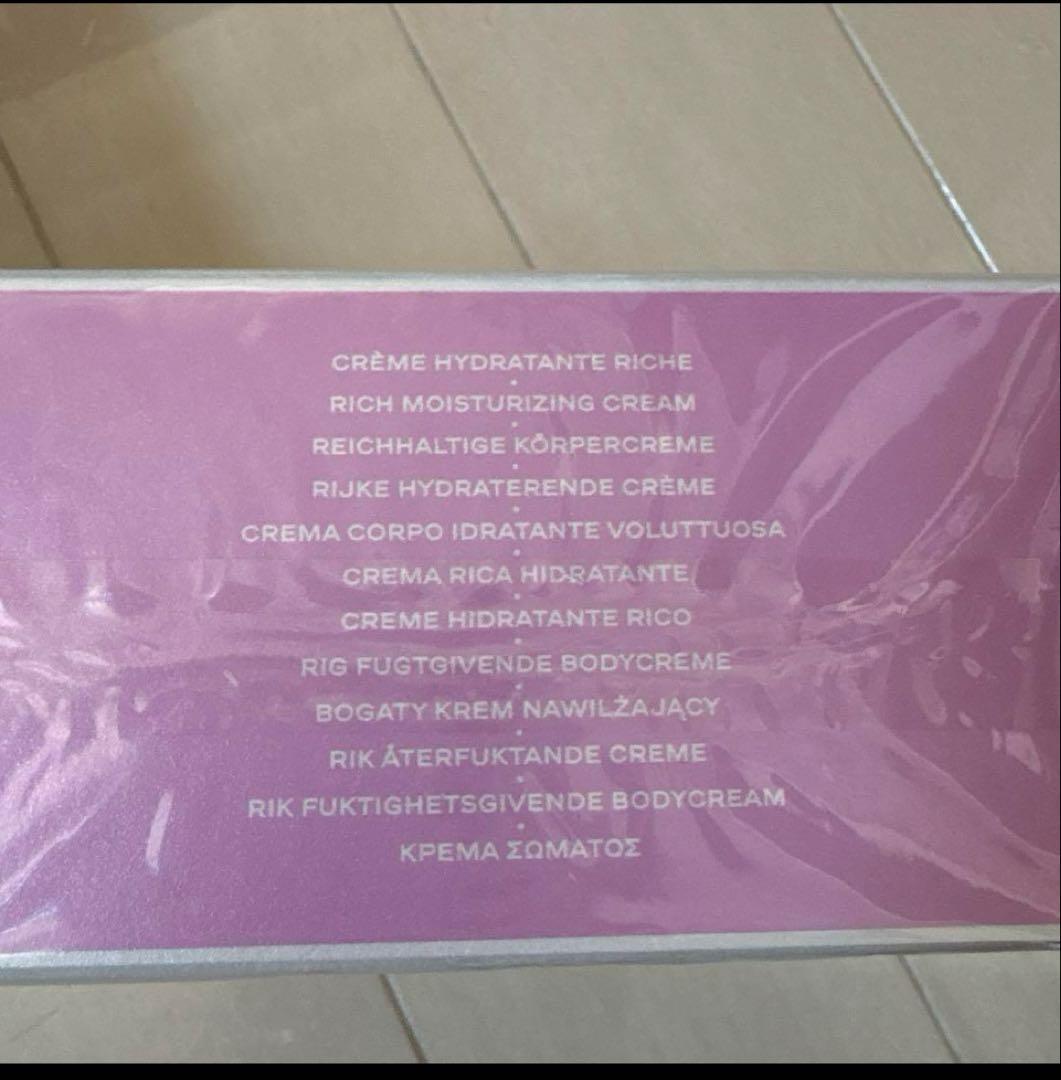 CRÈME HYDRATANTE RICHE
RICH MOISTURIZING CREAM
REICHHALTIGE KÖRPERCREME
RIJKE HYDRATERENDE CRÈME
CREMA CORPO IDRATANTE VOLUTTUOSA
CREMA RICA HIDRATANTE
CREME HIDRATANTE RICO
RIG FUGTGIVENDE BODYCREME
BOGATY KREM NAWILŻAJĄCY
RIK ÅTERFUKTANDE CREME
RIK FUKTIGHETSGIVENDE BODYCREAM
ΚΡΕΜΑ ΣΩΜΑΤΟΣ